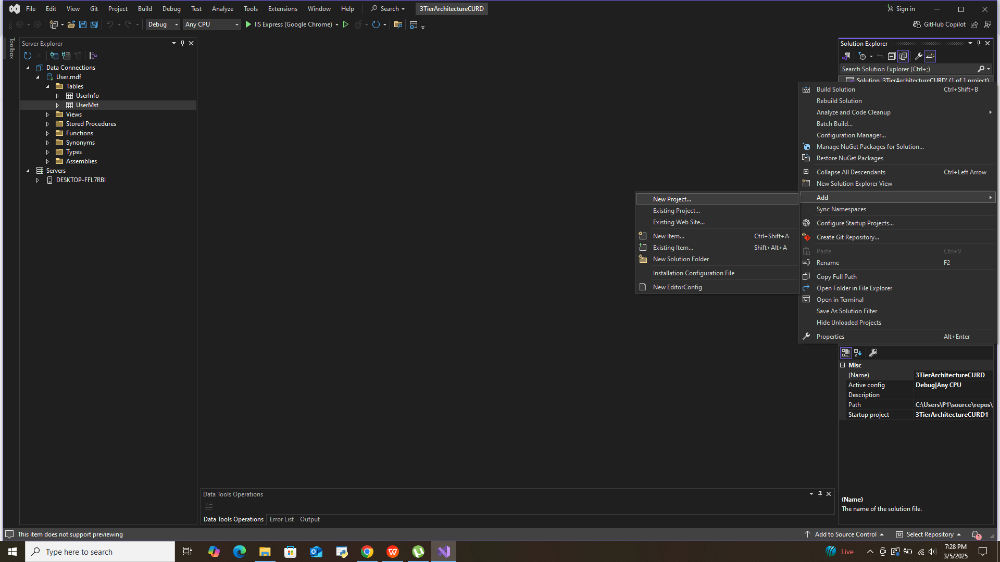 File Edit View Git Project Build Debug Test Analyze Tools Extensions Window Help Search 3TierArchitectureCURD Sign in
Debug Any CPU IIS Express (Google Chrome) GitHub Copilot
Toolbox
Server Explorer
Data Connections
User.mdf
Tables
UserInfo
UserMst
Views
Stored Procedures
Functions
Synonyms
Types
Assemblies
Servers
DESKTOP-FFL7RBI
Solution Explorer
Search Solution Explorer (Ctrl+;)
Solution '3TierArchitectureCURD' (1 of 1 project)
Build Solution Ctrl+Shift+B
Rebuild Solution
Analyze and Code Cleanup
Batch Build...
Configuration Manager...
Manage NuGet Packages for Solution...
Restore NuGet Packages
Collapse All Descendants Ctrl+Left Arrow
New Solution Explorer View
Add
Sync Namespaces
Configure Startup Projects...
Create Git Repository...
Paste Ctrl+V
Rename F2
Copy Full Path
Open Folder in File Explorer
Open in Terminal
Save As Solution Filter
Hide Unloaded Projects
Properties Alt+Enter
New Project...
Existing Project...
Existing Web Site...
New Item... Ctrl+Shift+A
Existing Item... Shift+Alt+A
New Solution Folder
Installation Configuration File
New EditorConfig
Misc
(Name) 3TierArchitectureCURD
Active config Debug|Any CPU
Description
Path C:\Users\P1\source\repos\
Startup project 3TierArchitectureCURD1
(Name)
The name of the solution file.
Data Tools Operations
Data Tools Operations Error List Output
This item does not support previewing Add to Source Control Select Repository 1
Type here to search Live 7:28 PM
3/5/2025